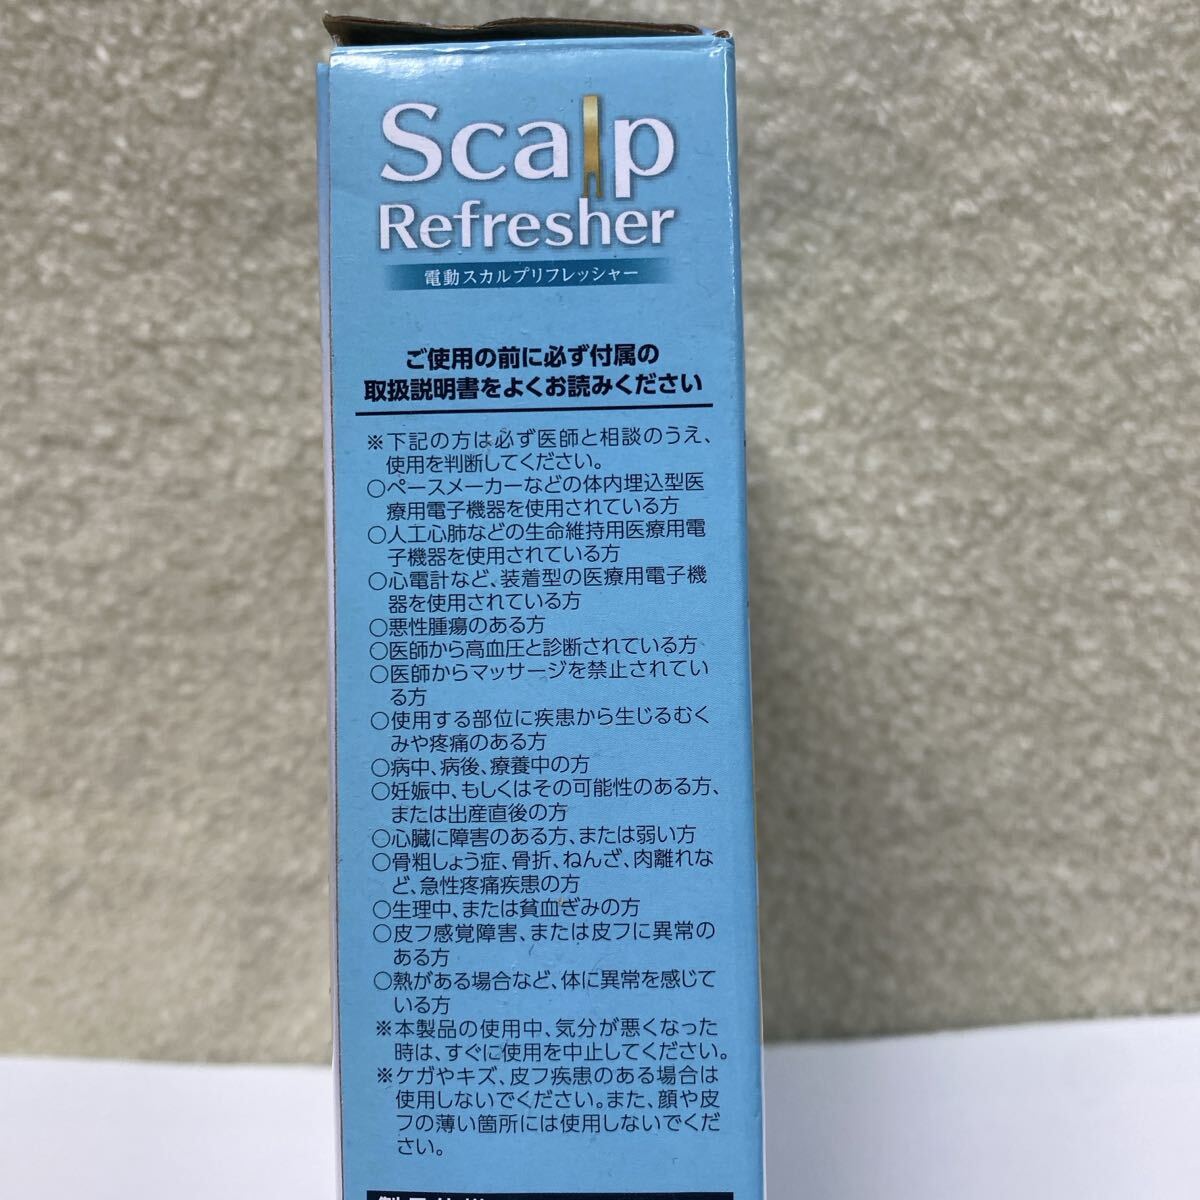 Scalp
Refresher
電動スカルプリフレッシャー
ご使用の前に必ず付属の
取扱説明書をよくお読みください
※下記の方は必ず医師と相談のうえ、
使用を判断してください。
○ペースメーカーなどの体内埋込型医
療用電子機器を使用されている方
○人工心肺などの生命維持用医療用電
子機器を使用されている方
○心電計など、装着型の医療用電子機
器を使用されている方
○悪性腫瘍のある方
○医師から高血圧と診断されている方
○医師からマッサージを禁止されてい
る方
○使用する部位に疾患から生じるむく
みや疼痛のある方
○病中、病後、療養中の方
○妊娠中、もしくはその可能性のある方、
または出産直後の方
○心臓に障害のある方、または弱い方
○骨粗しょう症、骨折、ねんざ、肉離れな
ど、急性疼痛疾患の方
○生理中、または貧血ぎみの方
○皮フ感覚障害、または皮フに異常の
ある方
○熱がある場合など、体に異常を感じて
いる方
※本製品の使用中、気分が悪くなった
時は、すぐに使用を中止してください。
※ケガやキズ、皮フ疾患のある場合は
使用しないでください。また、顔や皮
フの薄い箇所には使用しないでくだ
さい。